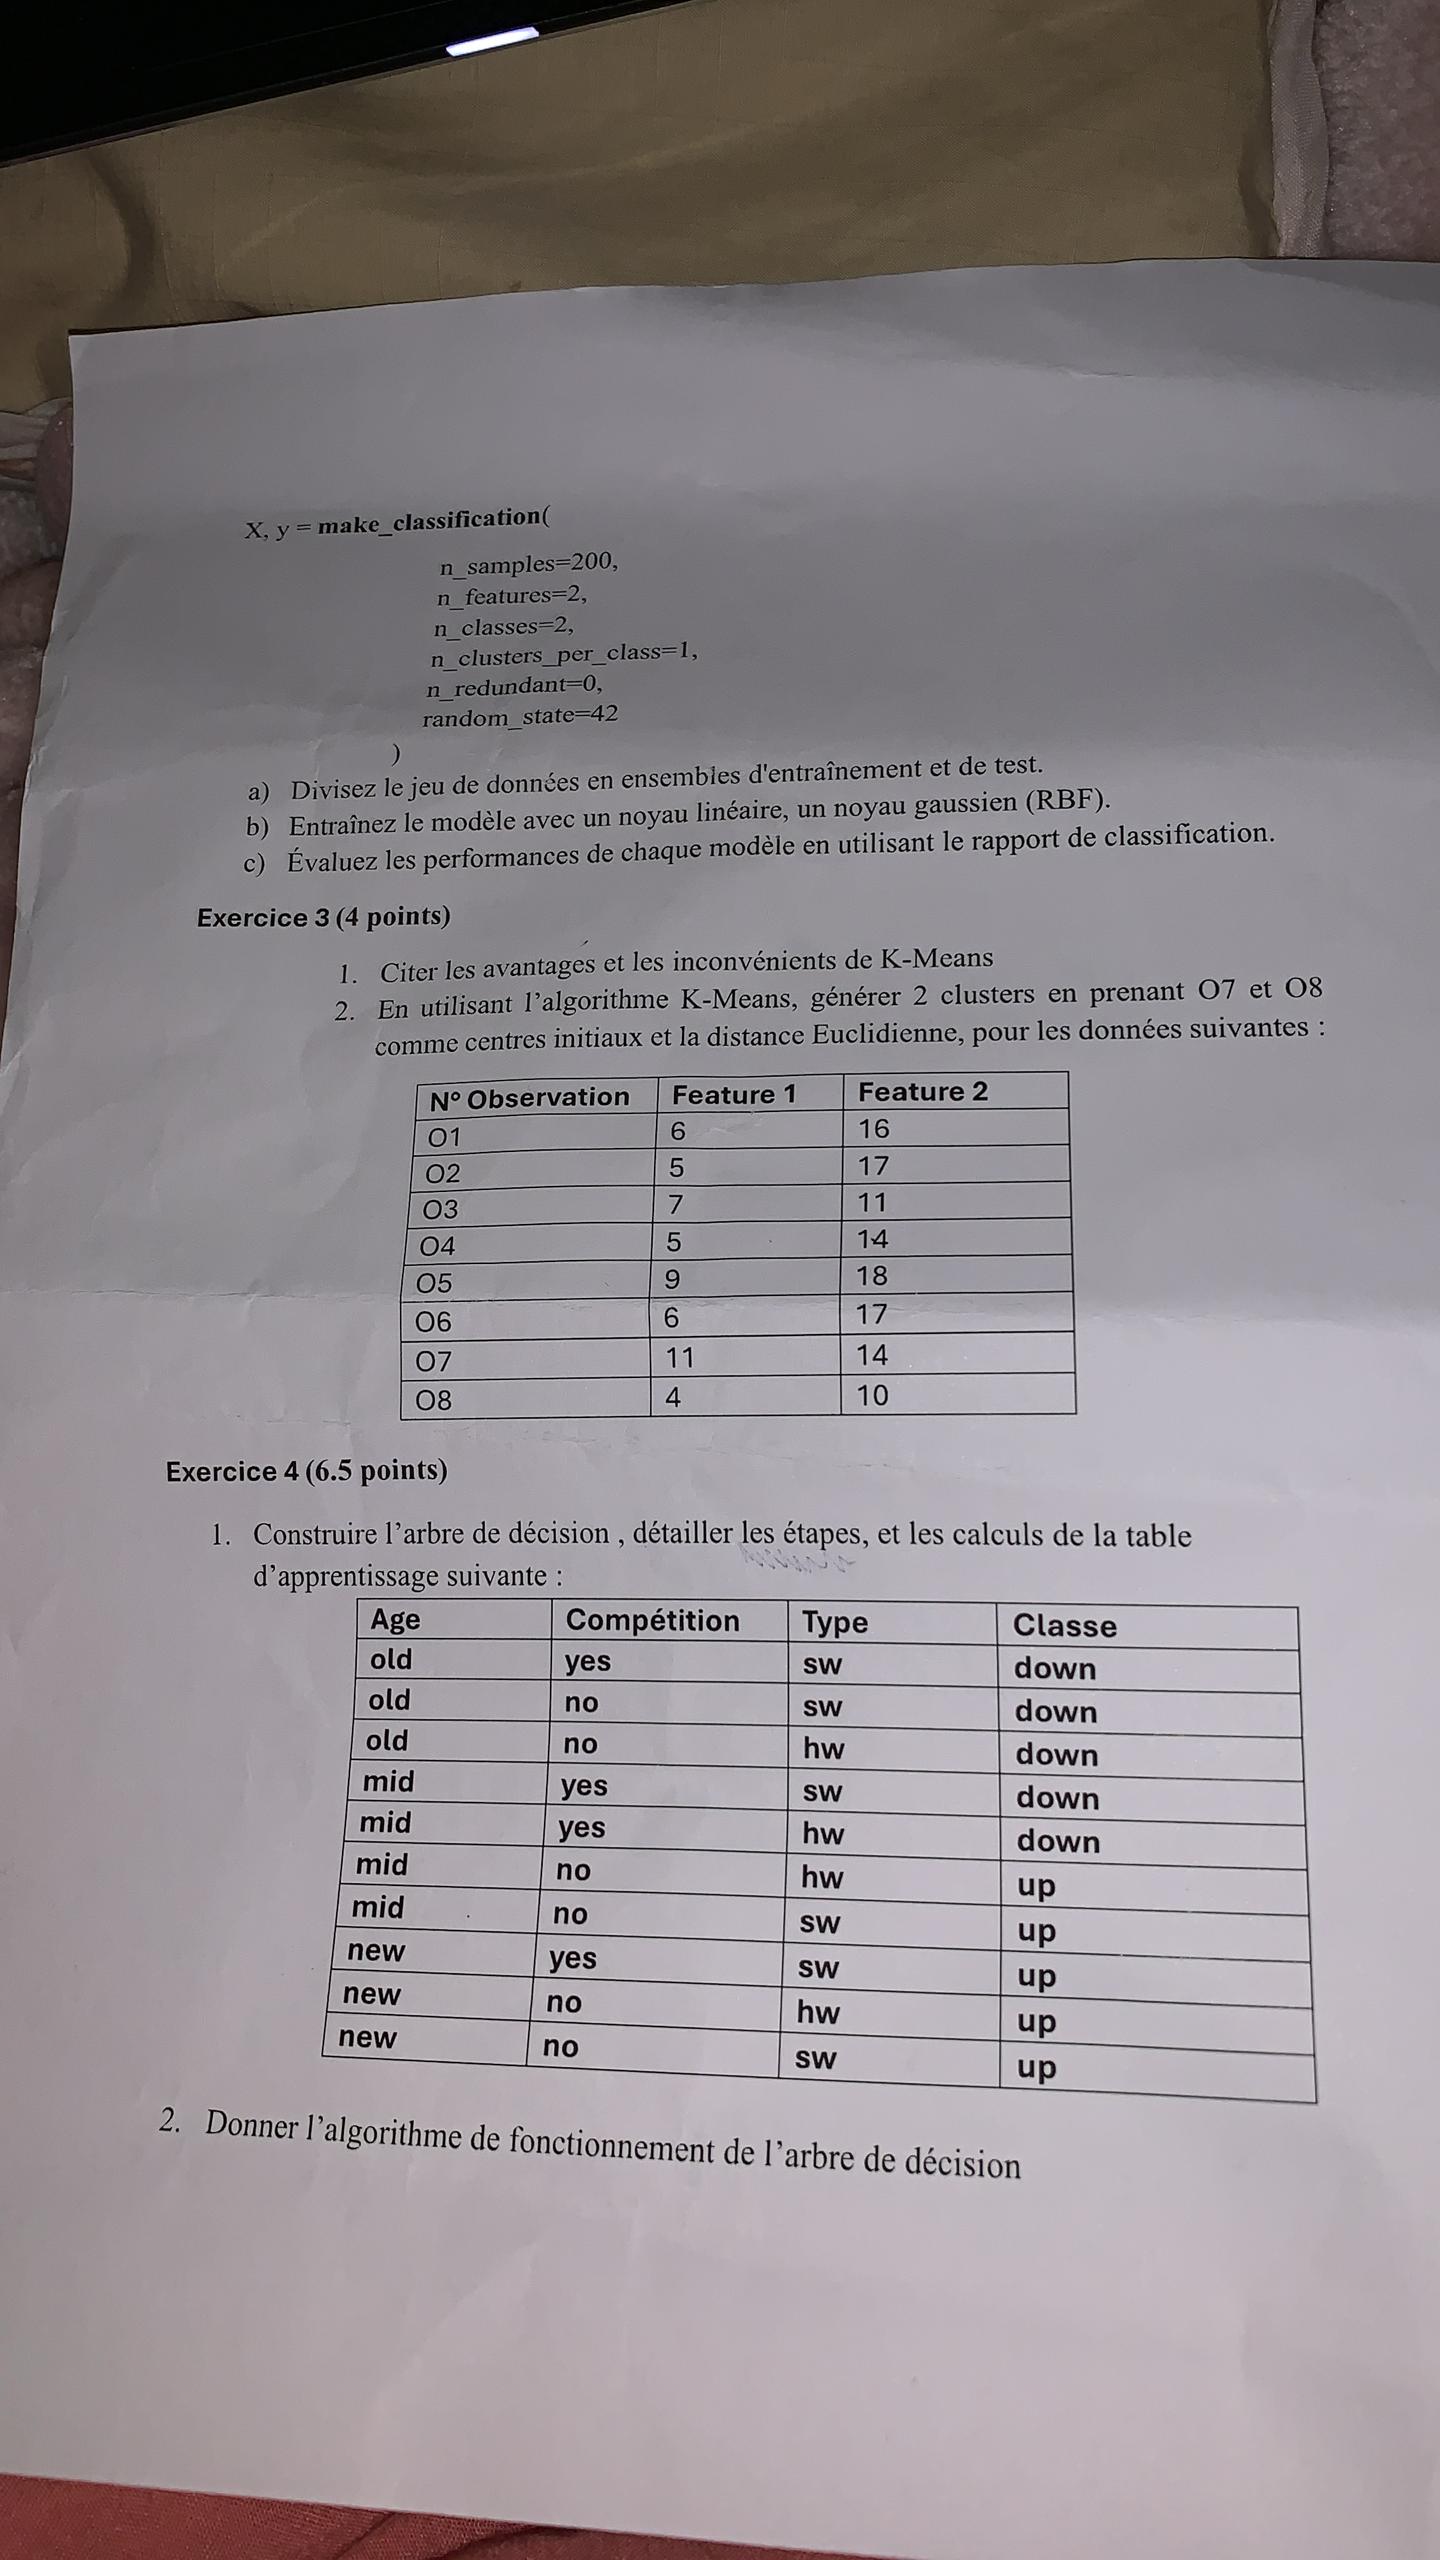 X, y = make_classification(
n_samples=200,
n_features=2,
n_classes=2,
n_clusters_per_class=1,
n_redundant=0,
random_state=42
)
a) Divisez le jeu de données en ensembles d'entraînement et de test.
b) Entraînez le modèle avec un noyau linéaire, un noyau gaussien (RBF).
c) Évaluez les performances de chaque modèle en utilisant le rapport de classification.
Exercice 3 (4 points)
1. Citer les avantages et les inconvénients de K-Means
2. En utilisant l’algorithme K-Means, générer 2 clusters en prenant O7 et O8
comme centres initiaux et la distance Euclidienne, pour les données suivantes :
N° Observation Feature 1 Feature 2
O1 6 16
O2 5 17
O3 7 11
O4 5 14
O5 9 18
O6 6 17
O7 11 14
O8 4 10
Exercice 4 (6.5 points)
1. Construire l’arbre de décision , détailler les étapes, et les calculs de la table
d’apprentissage suivante :
Age Compétition Type Classe
old yes sw down
old no sw down
old no hw down
mid yes sw down
mid yes hw down
mid no hw up
mid no sw up
new yes sw up
new no hw up
new no sw up
2. Donner l’algorithme de fonctionnement de l’arbre de décision